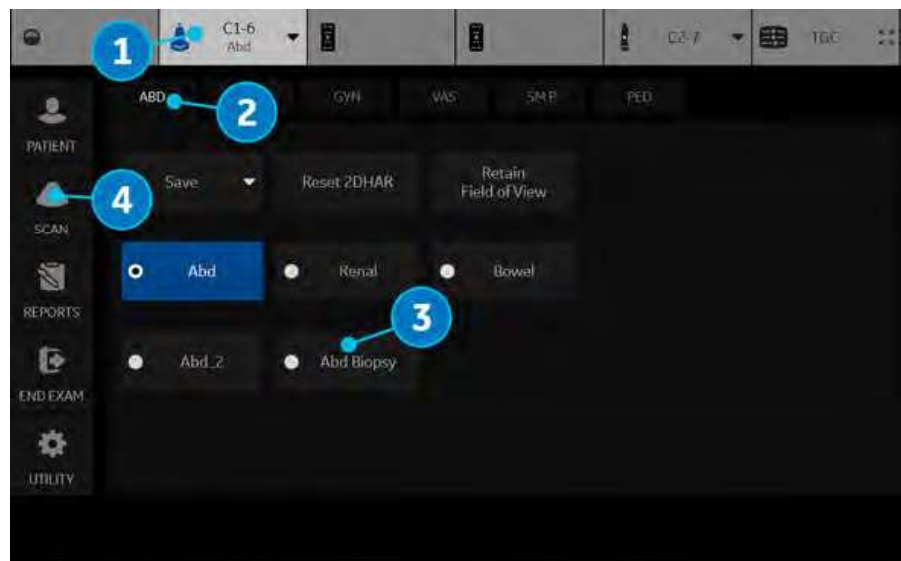 C1-6
Abd
C2-7
TGC
1
ABD
2
GYN
VAS
SM P
PED
PATIENT
4
Save
Reset 2DHAR
Retain
Field of View
SCAN
Abd
Renal
Bowel
REPORTS
3
Abd_2
Abd Biopsy
END EXAM
UTILITY